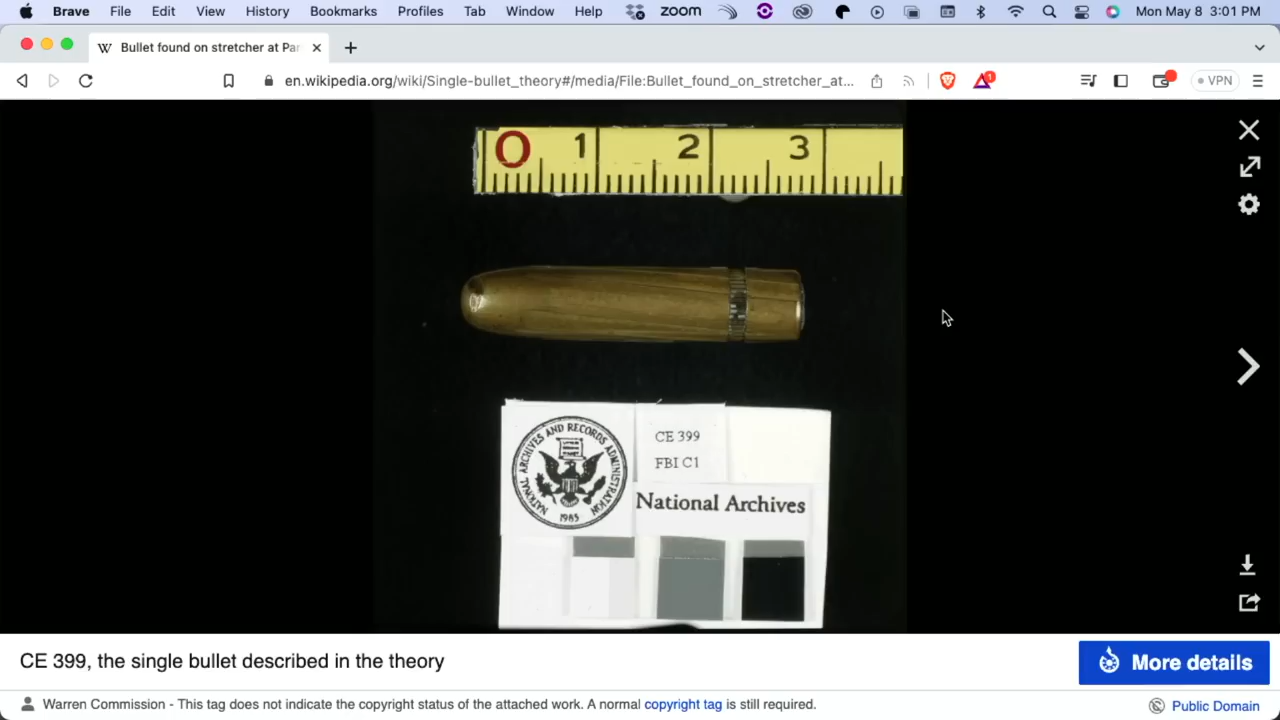 Brave File Edit View History Bookmarks Profiles Tab Window Help zoom Mon May 8 3:01 PM
W Bullet found on stretcher at Par
en.wikipedia.org/wiki/Single-bullet_theory#/media/File:Bullet_found_on_stretcher_at... 1 VPN
0 1 2 3
NATIONAL ARCHIVES AND RECORDS ADMINISTRATION
1985
CE 399
FBI C1
National Archives
CE 399, the single bullet described in the theory
More details
Warren Commission - This tag does not indicate the copyright status of the attached work. A normal copyright tag is still required.
Public Domain